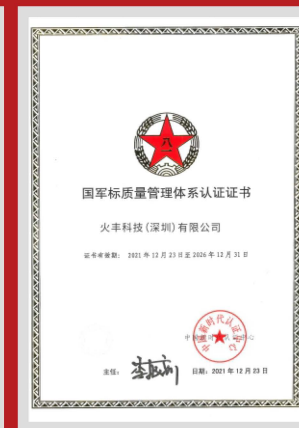 八一
国军标质量管理体系认证证书
火丰科技(深圳)有限公司
证书有效期: 2021 年 12 月 23 日至 2026 年 12 月 31 日
主任:
日期: 2021 年 12 月 23 日